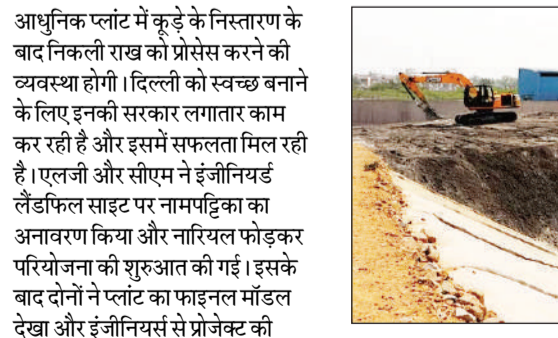 आधुनिक प्लांट में कूड़े के निस्तारण के
बाद निकली राख को प्रोसेस करने की
व्यवस्था होगी। दिल्ली को स्वच्छ बनाने
के लिए इनकी सरकार लगातार काम
कर रही है और इसमें सफलता मिल रही
है। एलजी और सीएम ने इंजीनियर्ड
लैंडफिल साइट पर नामपट्टिका का
अनावरण किया और नारियल फोड़कर
परियोजना की शुरुआत की गई। इसके
बाद दोनों ने प्लांट का फाइनल मॉडल
देखा और इंजीनियर्स से प्रोजेक्ट की